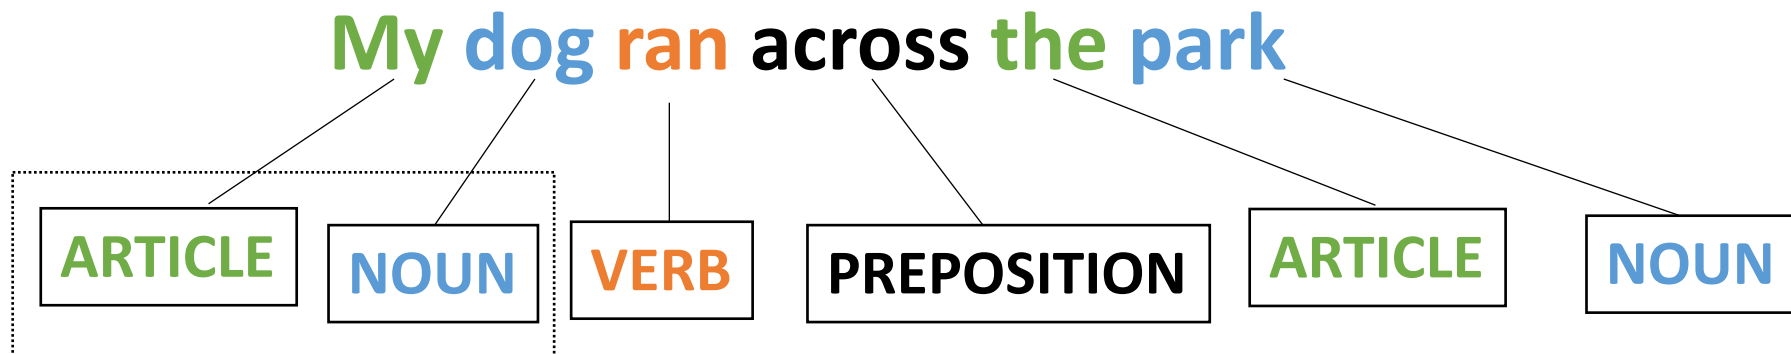 My dog ran across the park
ARTICLE NOUN VERB PREPOSITION ARTICLE NOUN